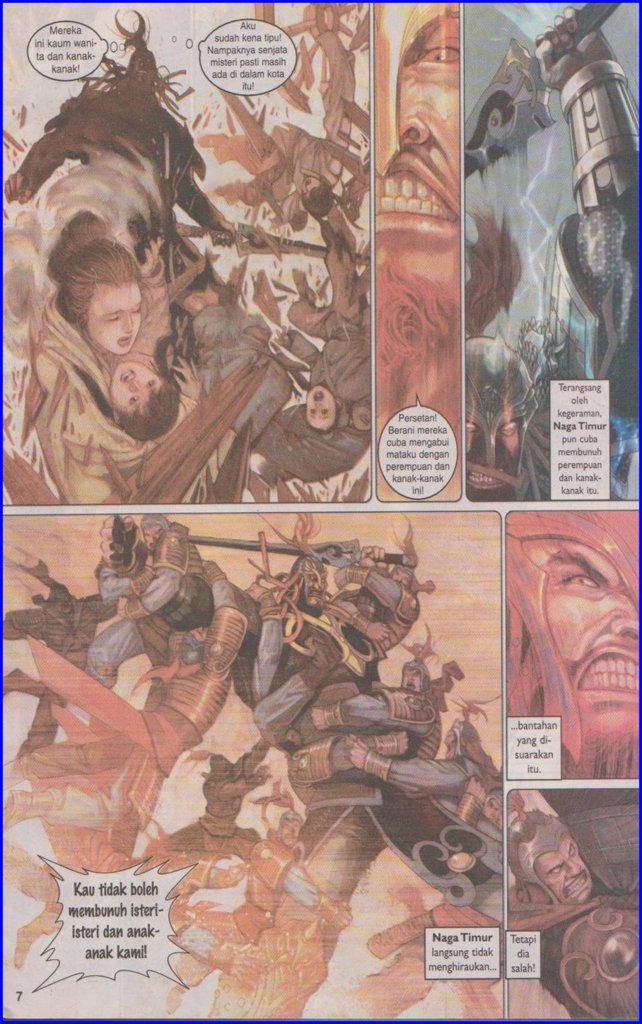 Mereka
ini kaum wani-
ta dan kanak-
kanak!
Aku
sudah kena tipu!
Nampaknya senjata
misteri pasti masih
ada di dalam kota
itu!
Persetan!
Berani mereka
cuba mengabui
mataku dengan
perempuan dan
kanak-kanak
ini!
Terangsang
oleh
kegeraman,
Naga Timur
pun cuba
membunuh
perempuan
dan kanak-
kanak itu.
Kau tidak boleh
membunuh isteri-
isteri dan anak-
anak kami!
Naga Timur
langsung tidak
menghiraukan...
...bantahan
yang di-
suarakan
itu.
Tetapi
dia
salah!
7